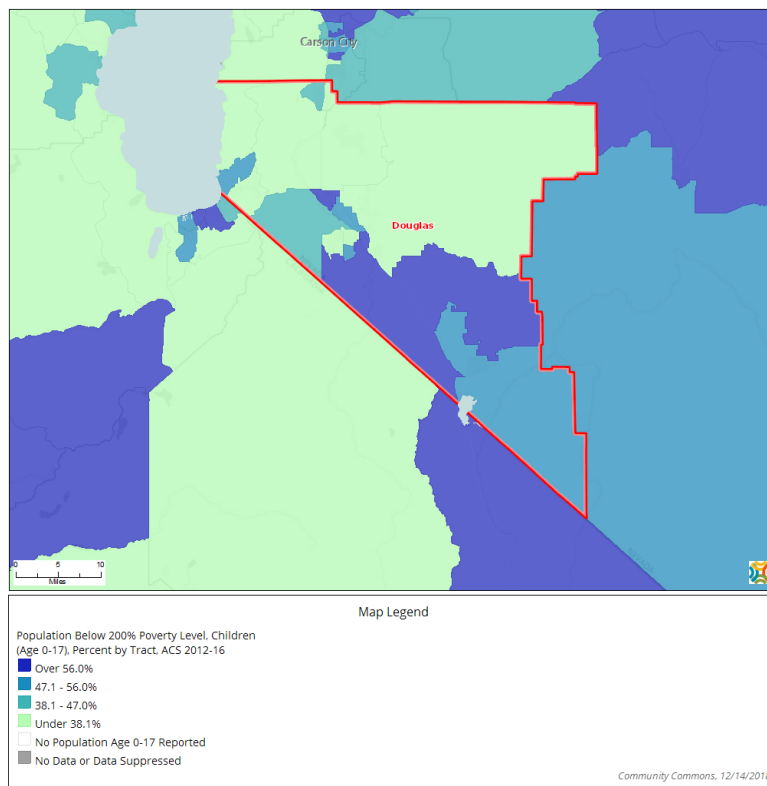 Carson City
Douglas
0 5 10
Miles
Map Legend
Population Below 200% Poverty Level, Children
(Age 0-17), Percent by Tract, ACS 2012-16
Over 56.0%
47.1 - 56.0%
38.1 - 47.0%
Under 38.1%
No Population Age 0-17 Reported
No Data or Data Suppressed
Community Commons, 12/14/2018